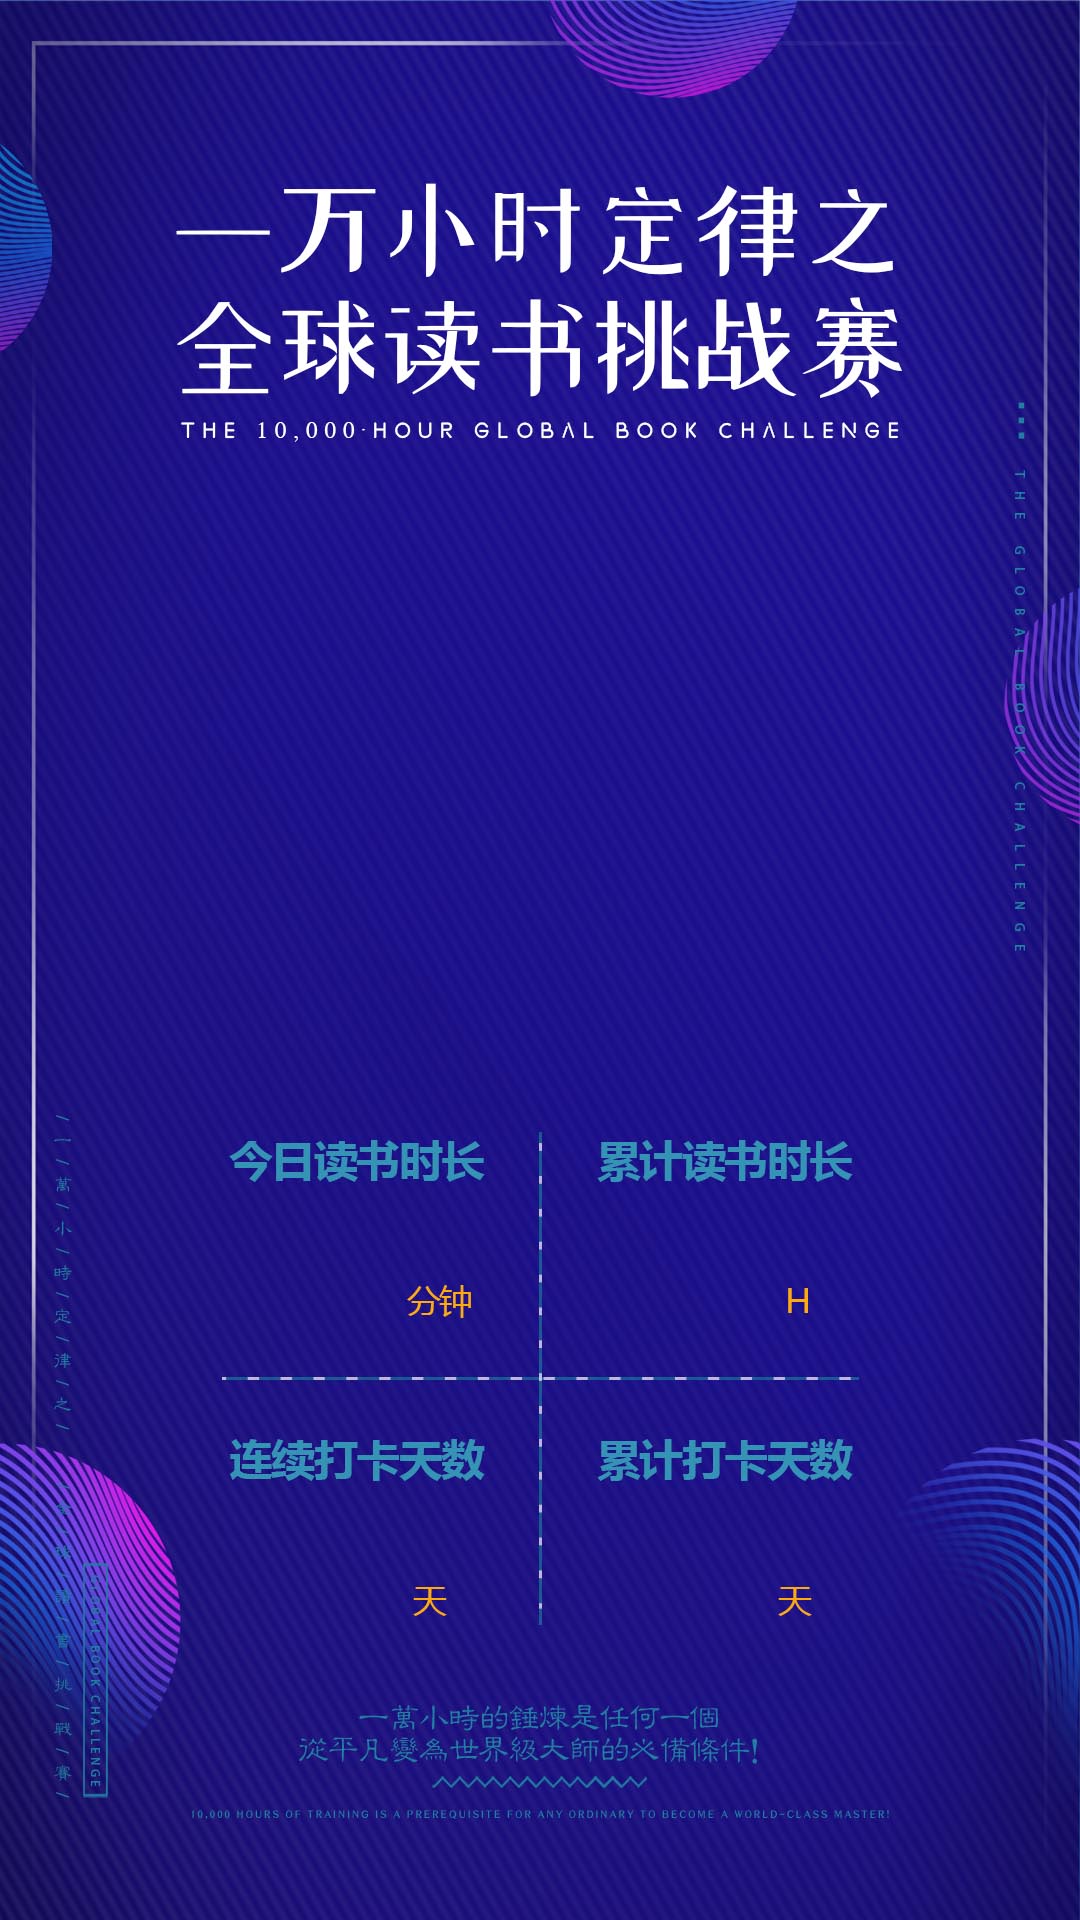 一万小时定律之
全球读书挑战赛
THE 10,000·HOUR GLOBAL BOOK CHALLENGE
THE GLOBAL BOOK CHALLENGE
今日读书时长
累计读书时长
分钟
H
连续打卡天数
累计打卡天数
天
天
/一/萬/小/時/定/律/之/
/全/球/讀/書/挑/戰/賽/
GLOBAL BOOK CHALLENGE
一萬小時的錘煉是任何一個
從平凡變為世界級大師的必備條件!
10,000 HOURS OF TRAINING IS A PREREQUISITE FOR ANY ORDINARY TO BECOME A WORLD-CLASS MASTER!